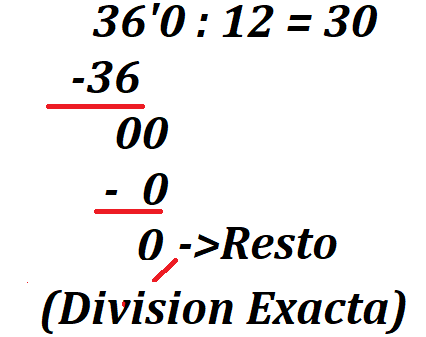 36'0 : 12 = 30
-36
00
- 0
0 ->Resto
(Division Exacta)